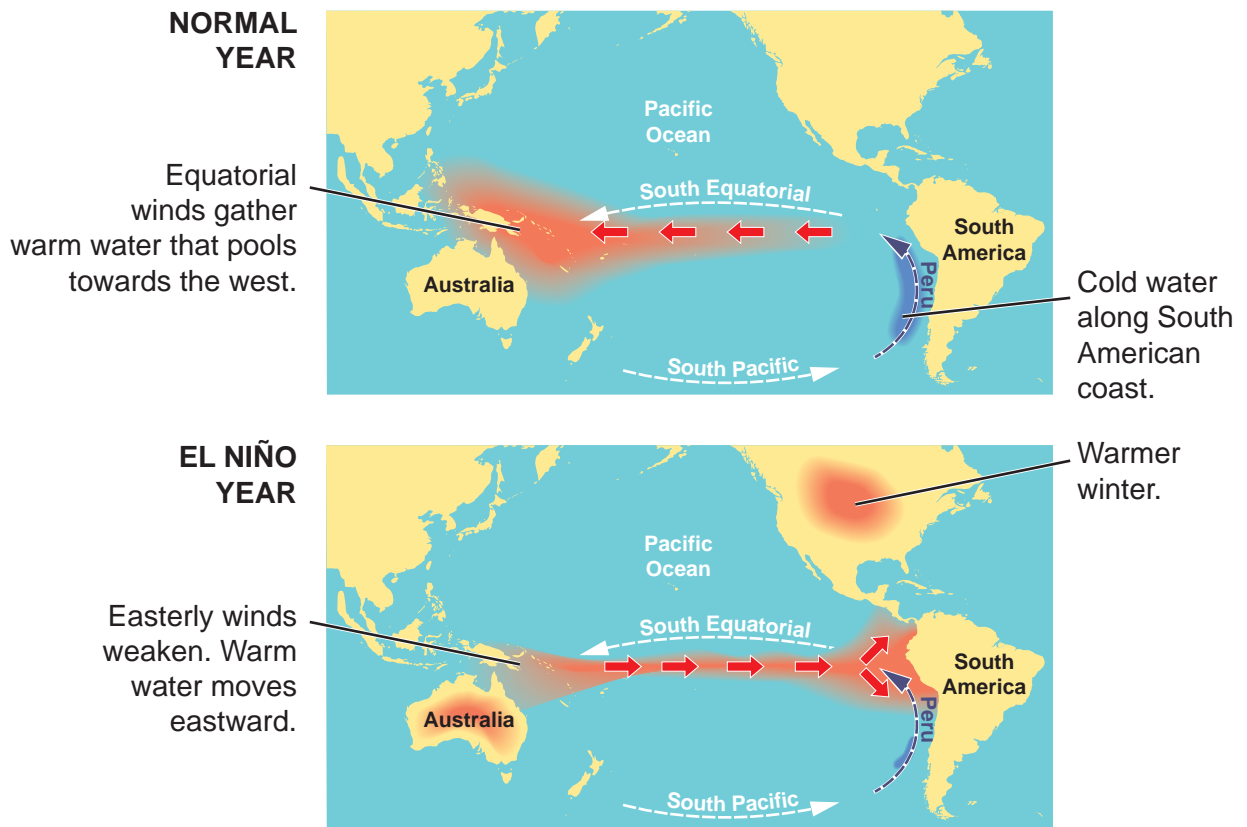 NORMAL
YEAR
Pacific
Ocean
Equatorial
winds gather
warm water that pools
towards the west.
South Equatorial
South
America
Australia
Peru
Cold water
along South
American
coast.
South Pacific
EL NIÑO
YEAR
Warmer
winter.
Pacific
Ocean
Easterly winds
weaken. Warm
water moves
eastward.
South Equatorial
South
America
Australia
Peru
South Pacific